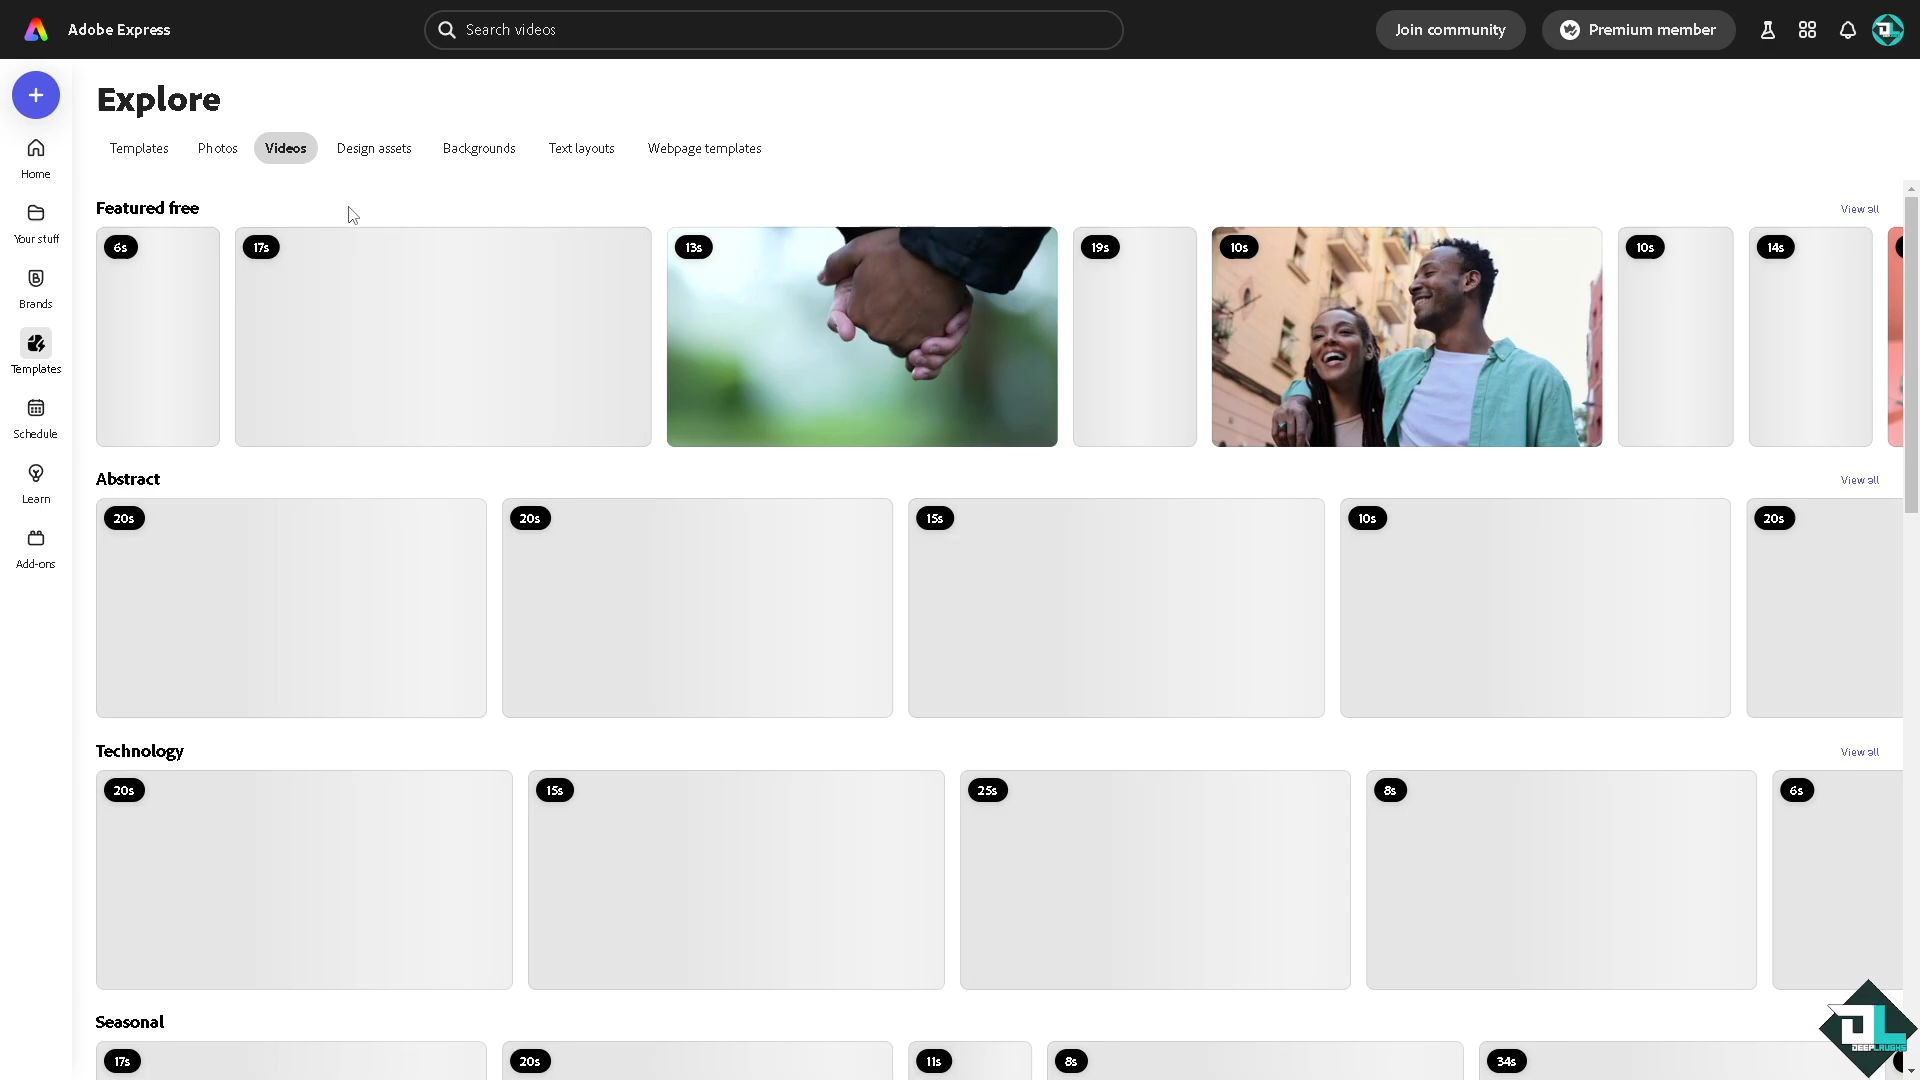 Adobe Express
Search videos
Join community
Premium member
Explore
Templates
Photos
Videos
Design assets
Backgrounds
Text layouts
Webpage templates
Home
Your stuff
Brands
Templates
Schedule
Learn
Add-ons
Featured free
View all
6s
17s
13s
19s
10s
10s
14s
Abstract
View all
20s
20s
15s
10s
20s
Technology
View all
20s
15s
25s
8s
6s
Seasonal
17s
20s
11s
8s
34s
DEEPLAUGHS